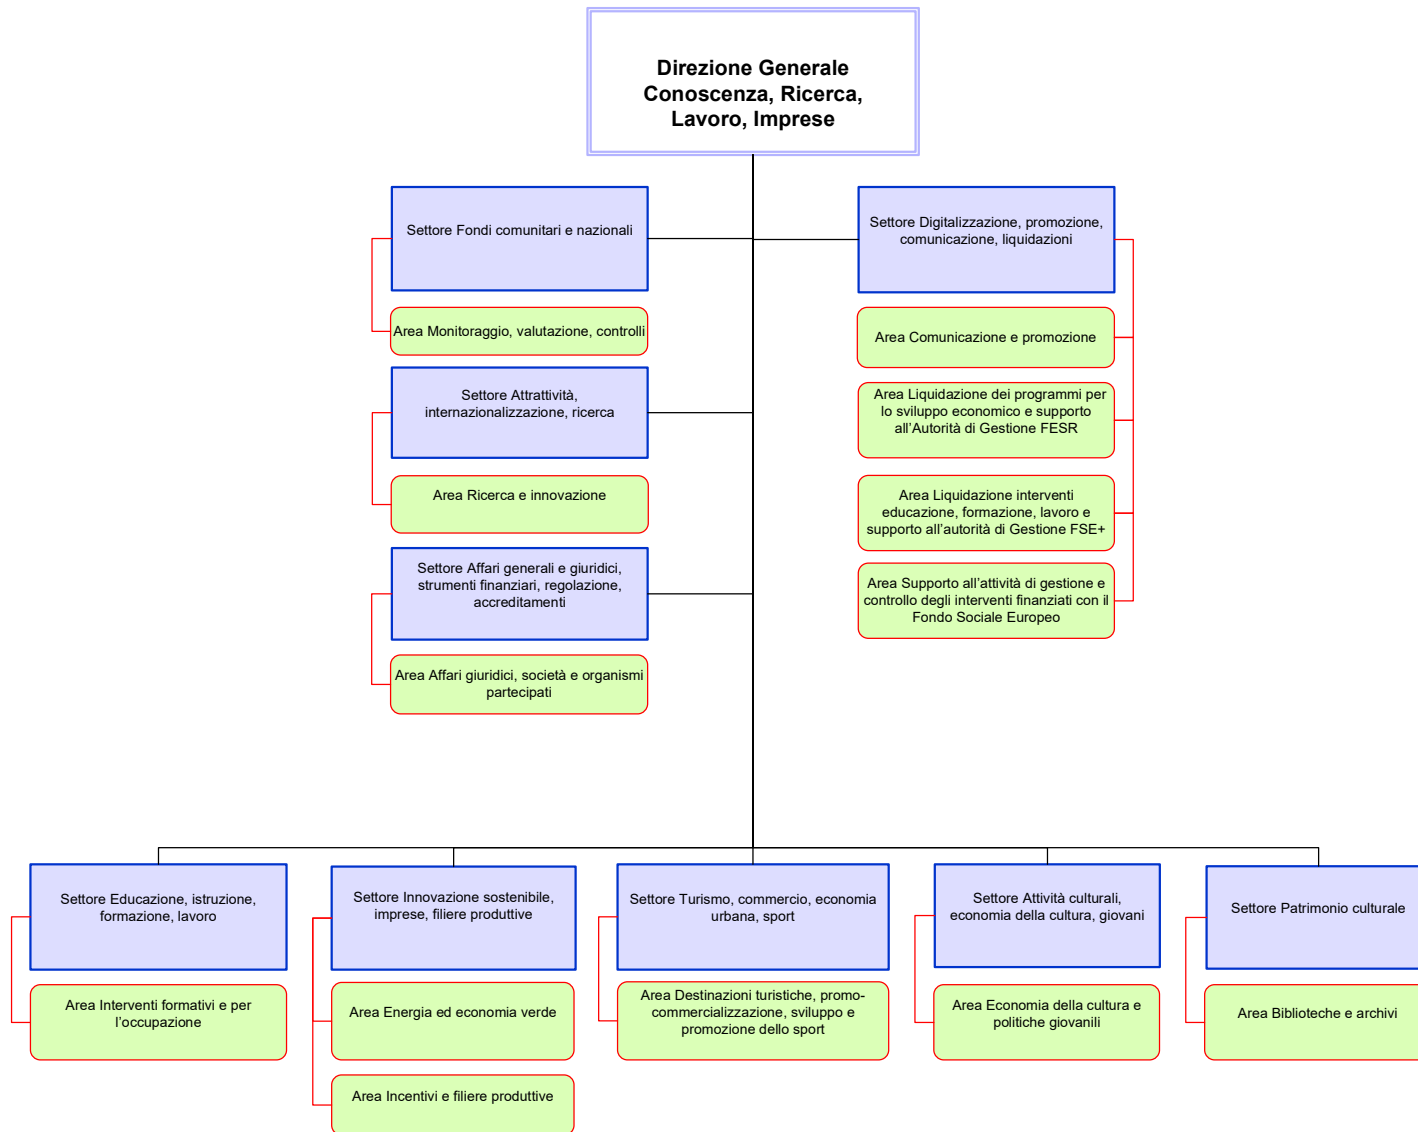 Direzione Generale
Conoscenza, Ricerca,
Lavoro, Imprese
Settore Fondi comunitari e nazionali
Area Monitoraggio, valutazione, controlli
Settore Attrattività,
internazionalizzazione, ricerca
Area Ricerca e innovazione
Settore Affari generali e giuridici,
strumenti finanziari, regolazione,
accreditamenti
Area Affari giuridici, società e organismi
partecipati
Settore Digitalizzazione, promozione,
comunicazione, liquidazioni
Area Comunicazione e promozione
Area Liquidazione dei programmi per
lo sviluppo economico e supporto
all’Autorità di Gestione FESR
Area Liquidazione interventi
educazione, formazione, lavoro e
supporto all’autorità di Gestione FSE+
Area Supporto all’attività di gestione e
controllo degli interventi finanziati con il
Fondo Sociale Europeo
Settore Educazione, istruzione,
formazione, lavoro
Area Interventi formativi e per
l’occupazione
Settore Innovazione sostenibile,
imprese, filiere produttive
Area Energia ed economia verde
Area Incentivi e filiere produttive
Settore Turismo, commercio, economia
urbana, sport
Area Destinazioni turistiche, promo-
commercializzazione, sviluppo e
promozione dello sport
Settore Attività culturali,
economia della cultura, giovani
Area Economia della cultura e
politiche giovanili
Settore Patrimonio culturale
Area Biblioteche e archivi